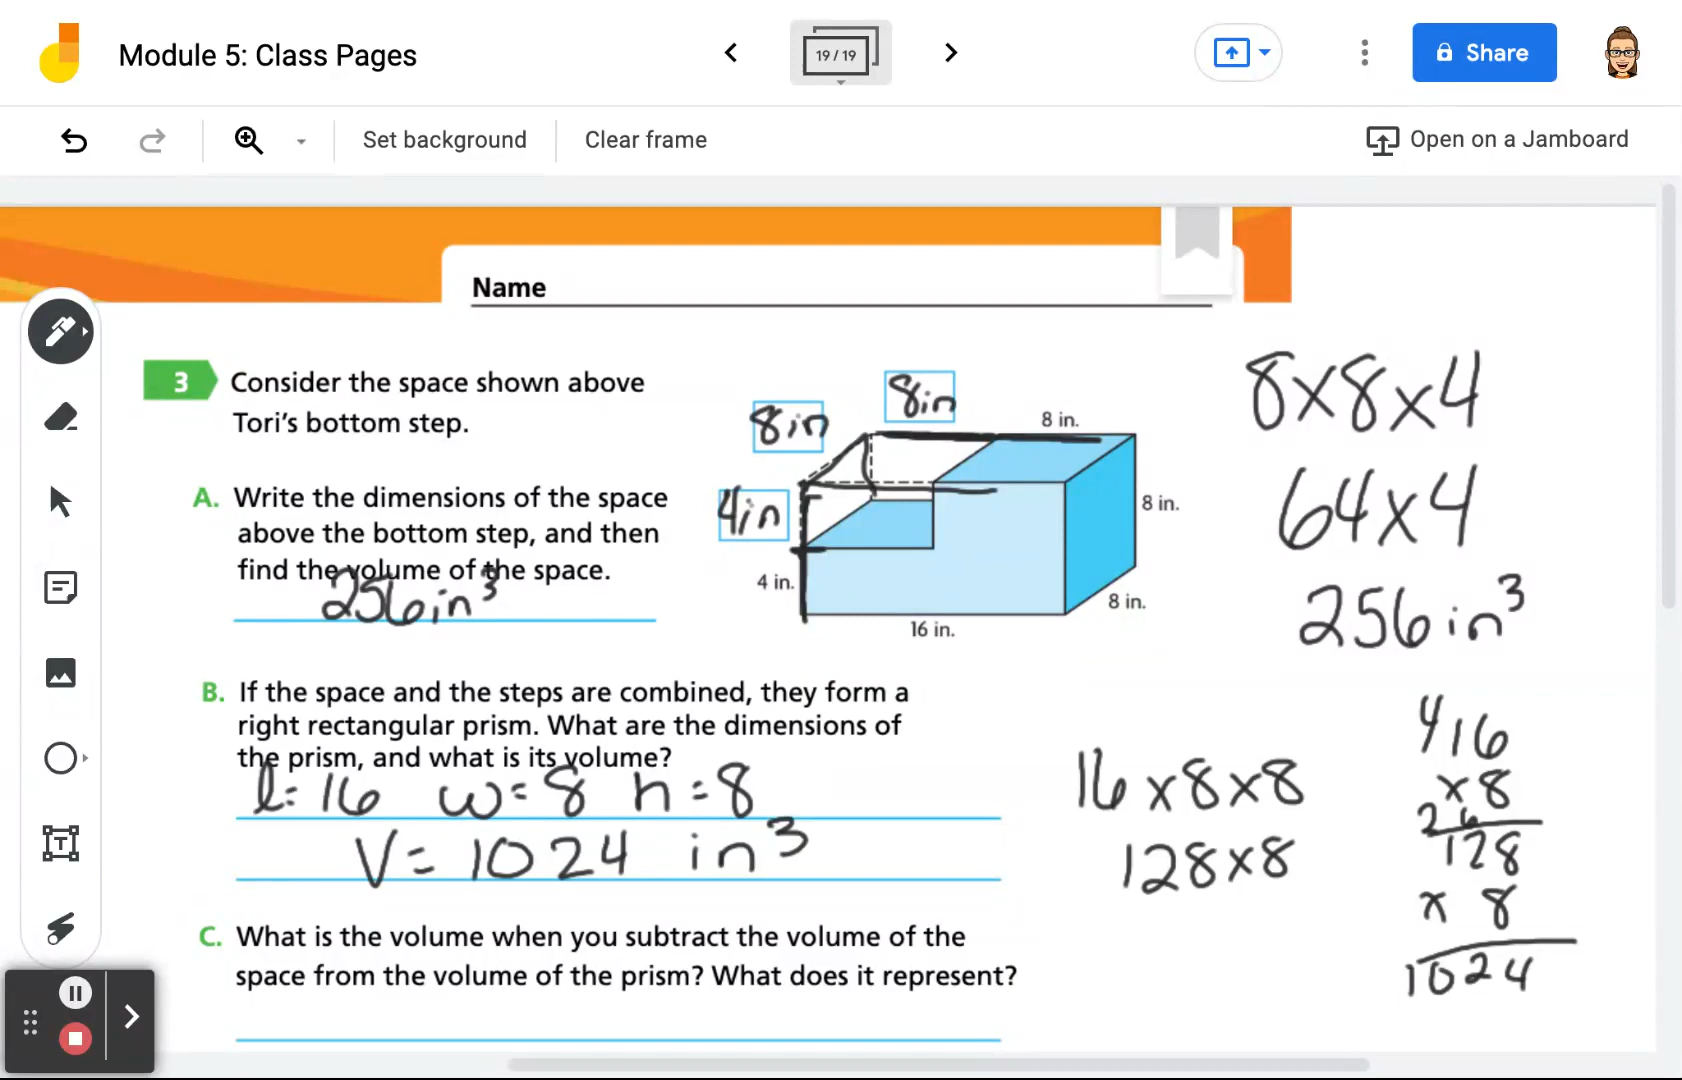 Module 5: Class Pages
19 / 19
Share
Set background
Clear frame
Open on a Jamboard
Name
3 Consider the space shown above
Tori's bottom step.
A. Write the dimensions of the space
above the bottom step, and then
find the volume of the space.
256in³
8in
8in
8 in.
4in
8 in.
4 in.
8 in.
16 in.
8x8x4
64x4
256in³
B. If the space and the steps are combined, they form a
right rectangular prism. What are the dimensions of
the prism, and what is its volume?
l=16 w=8 h=8
V=1024 in³
16x8x8
128x8
4
16
x8
26
128
x 8
1024
C. What is the volume when you subtract the volume of the
space from the volume of the prism? What does it represent?